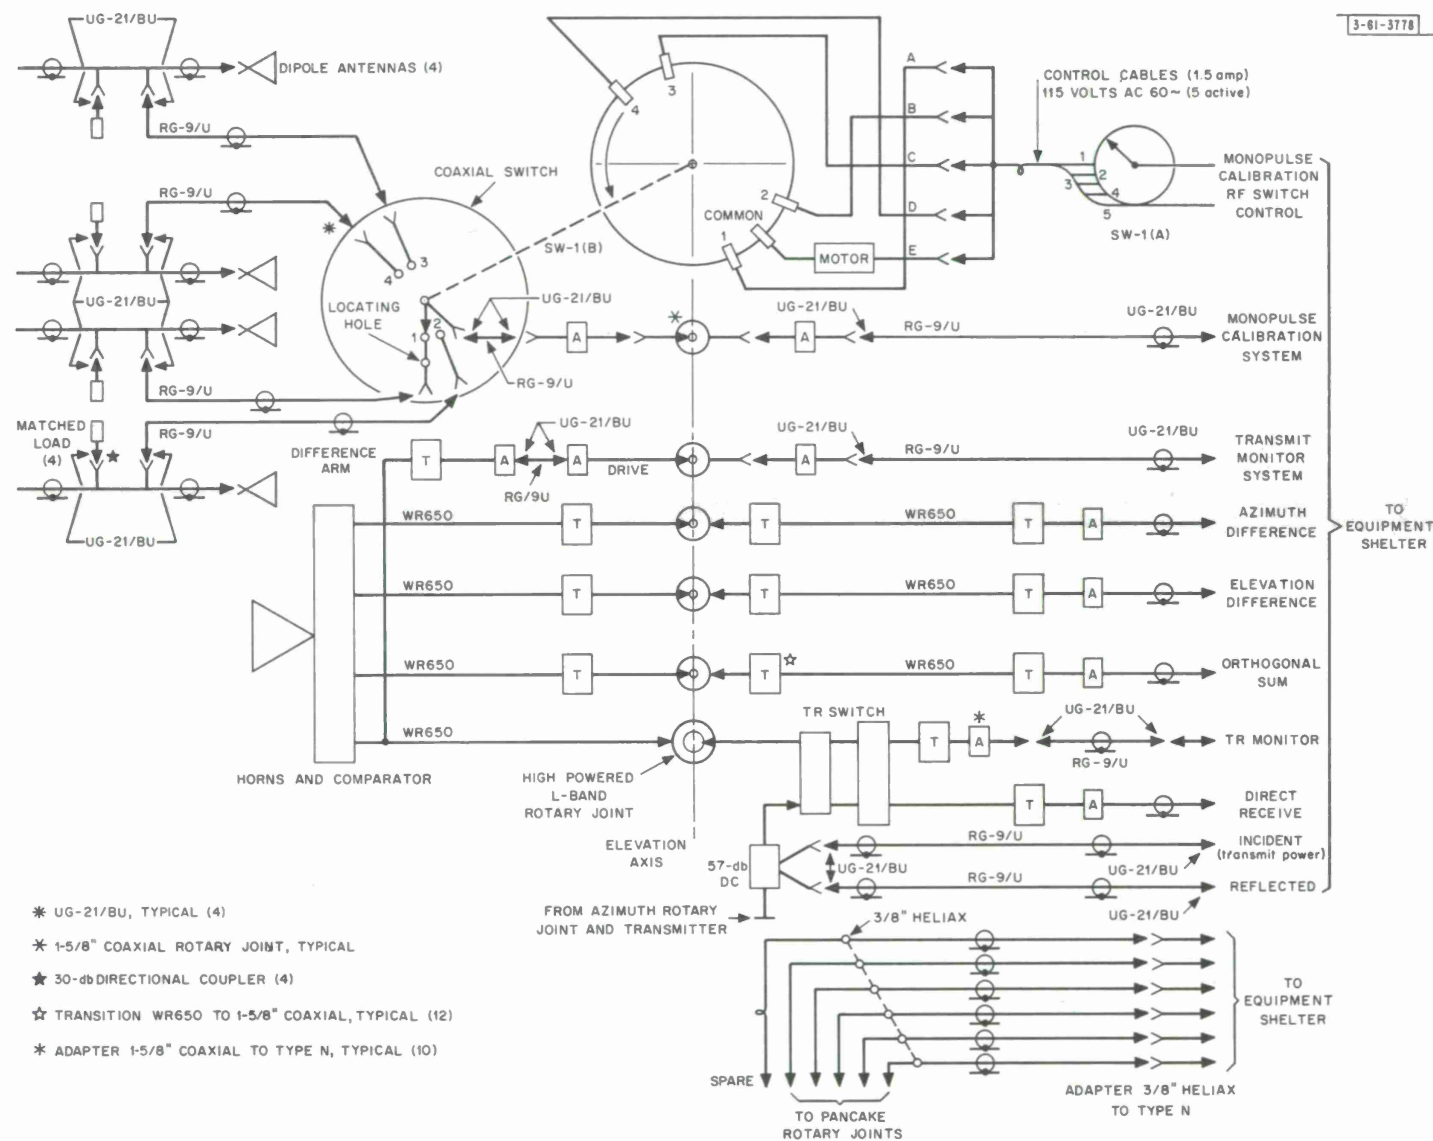 3-61-3778
UG-21/BU
DIPOLE ANTENNAS (4)
RG-9/U
RG-9/U
COAXIAL SWITCH
4
3
A
B
C
D
E
2
COMMON
1
MOTOR
CONTROL CABLES (1.5 amp)
115 VOLTS AC 60~ (5 active)
1
2
3
4
5
SW-1(A)
MONOPULSE
CALIBRATION
RF SWITCH
CONTROL
SW-1(B)
3
4
UG-21/BU
LOCATING
HOLE
1
2
UG-21/BU
A
RG-9/U
A
UG-21/BU
RG-9/U
UG-21/BU
MONOPULSE
CALIBRATION
SYSTEM
RG-9/U
MATCHED
LOAD
(4)
RG-9/U
UG-21/BU
DIFFERENCE
ARM
T
A
UG-21/BU
RG/9U
A
DRIVE
A
UG-21/BU
RG-9/U
UG-21/BU
TRANSMIT
MONITOR
SYSTEM
WR650
T
T
WR650
T
A
AZIMUTH
DIFFERENCE
TO
EQUIPMENT
SHELTER
WR650
T
T
WR650
T
A
ELEVATION
DIFFERENCE
WR650
T
T
WR650
T
A
ORTHOGONAL
SUM
WR650
TR SWITCH
T
A
UG-21/BU
RG-9/U
TR MONITOR
HORNS AND COMPARATOR
HIGH POWERED
L-BAND
ROTARY JOINT
T
A
DIRECT
RECEIVE
ELEVATION
AXIS
57-db
DC
RG-9/U
INCIDENT
(transmit power)
UG-21/BU
UG-21/BU
RG-9/U
REFLECTED
UG-21/BU
FROM AZIMUTH ROTARY
JOINT AND TRANSMITTER
3/8" HELIAX
TO
EQUIPMENT
SHELTER
SPARE
TO PANCAKE
ROTARY JOINTS
ADAPTER 3/8" HELIAX
TO TYPE N
UG-21/BU, TYPICAL (4)
1-5/8" COAXIAL ROTARY JOINT, TYPICAL
30-db DIRECTIONAL COUPLER (4)
TRANSITION WR650 TO 1-5/8" COAXIAL, TYPICAL (12)
ADAPTER 1-5/8" COAXIAL TO TYPE N, TYPICAL (10)